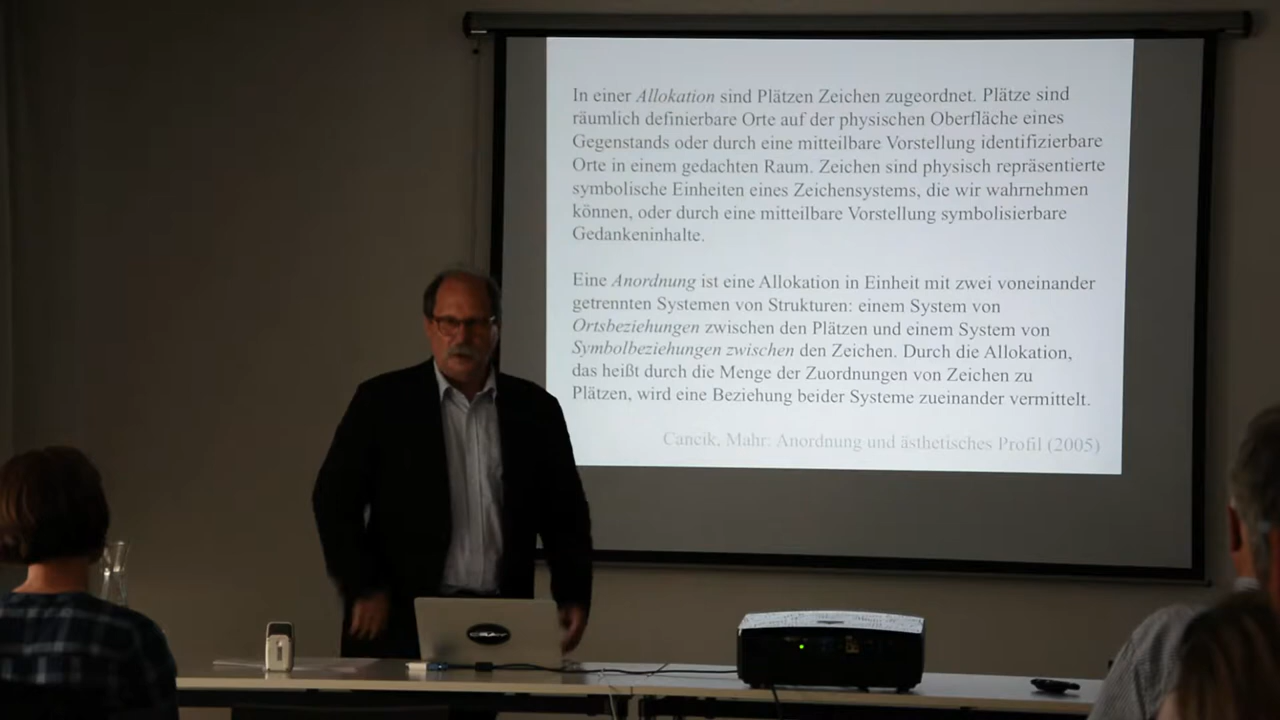 In einer Allokation sind Plätzen Zeichen zugeordnet. Plätze sind
räumlich definierbare Orte auf der physischen Oberfläche eines
Gegenstands oder durch eine mitteilbare Vorstellung identifizierbare
Orte in einem gedachten Raum. Zeichen sind physisch repräsentierte
symbolische Einheiten eines Zeichensystems, die wir wahrnehmen
können, oder durch eine mitteilbare Vorstellung symbolisierbare
Gedankeninhalte.
Eine Anordnung ist eine Allokation in Einheit mit zwei voneinander
getrennten Systemen von Strukturen: einem System von
Ortsbeziehungen zwischen den Plätzen und einem System von
Symbolbeziehungen zwischen den Zeichen. Durch die Allokation,
das heißt durch die Menge der Zuordnungen von Zeichen zu
Plätzen, wird eine Beziehung beider Systeme zueinander vermittelt.
Cancik, Mahr: Anordnung und ästhetisches Profil (2005)